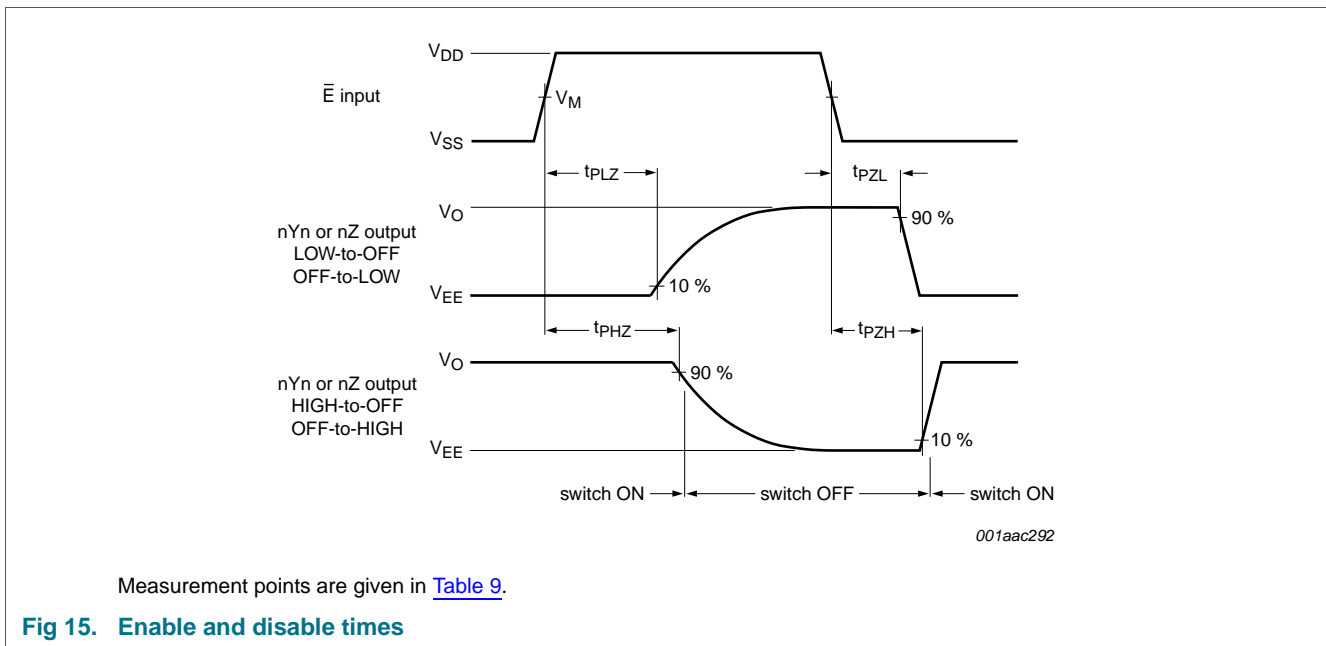 V_DD
Ē input
V_M
V_SS
t_PLZ
t_PZL
V_O
90 %
nYn or nZ output
LOW-to-OFF
OFF-to-LOW
10 %
V_EE
t_PHZ
t_PZH
V_O
90 %
nYn or nZ output
HIGH-to-OFF
OFF-to-HIGH
10 %
V_EE
switch ON
switch OFF
switch ON
001aac292
Measurement points are given in Table 9.
Fig 15. Enable and disable times